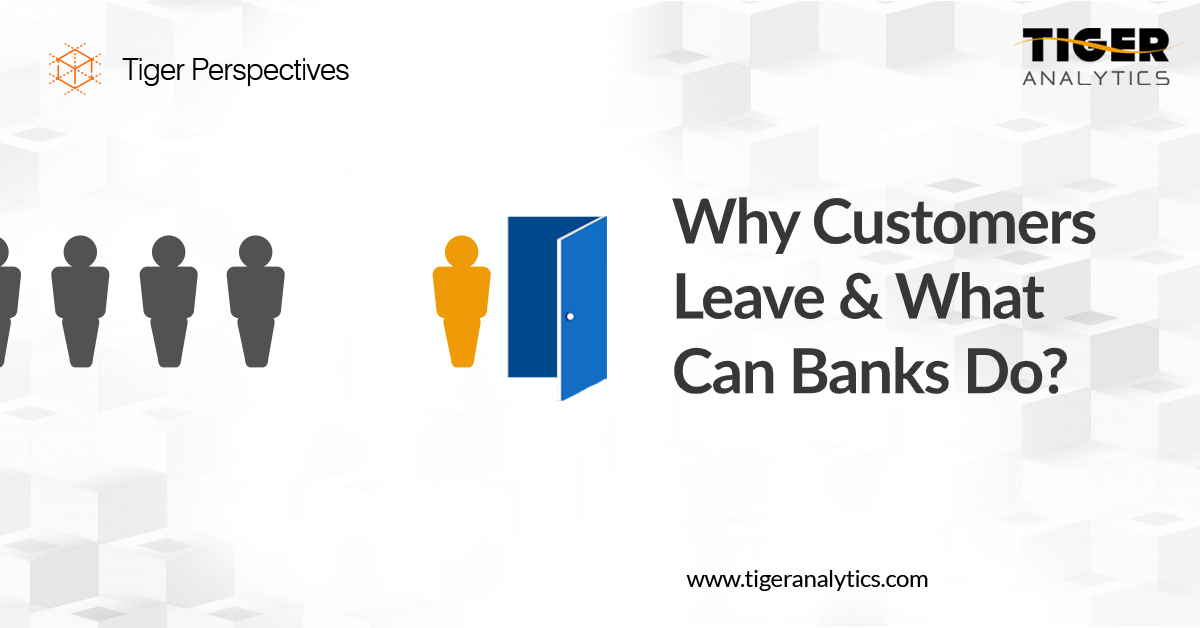 Tiger Perspectives
TIGER
ANALYTICS
Why Customers
Leave & What
Can Banks Do?
www.tigeranalytics.com